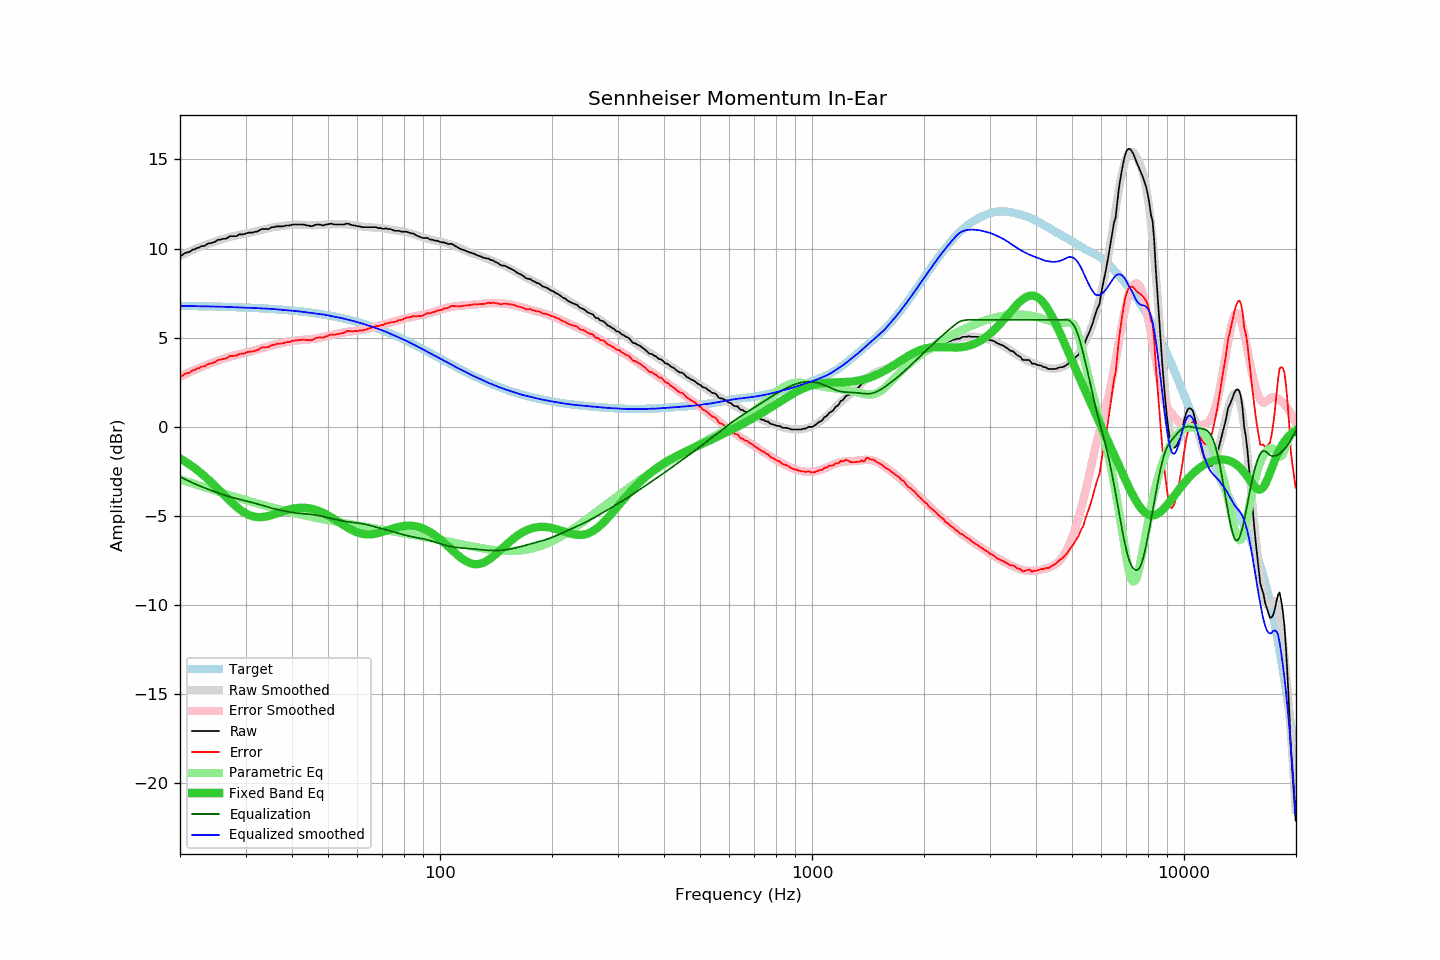 Sennheiser Momentum In-Ear
15
10
5
0
−5
−10
−15
−20
Amplitude (dBr)
Target
Raw Smoothed
Error Smoothed
Raw
Error
Parametric Eq
Fixed Band Eq
Equalization
Equalized smoothed
100
1000
10000
Frequency (Hz)